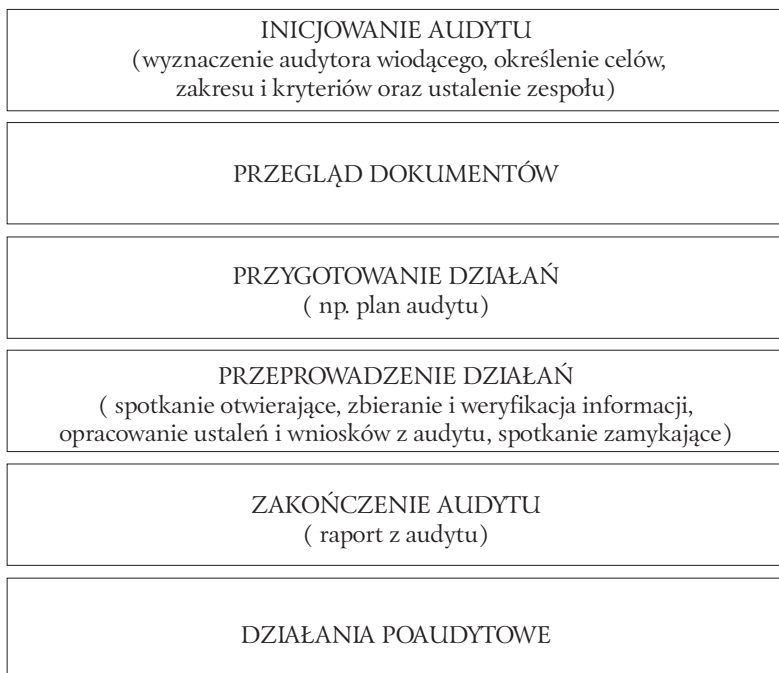 INICJOWANIE AUDYTU
(wyznaczenie audytora wiodącego, określenie celów,
zakresu i kryteriów oraz ustalenie zespołu)
PRZEGLĄD DOKUMENTÓW
PRZYGOTOWANIE DZIAŁAŃ
( np. plan audytu)
PRZEPROWADZENIE DZIAŁAŃ
( spotkanie otwierające, zbieranie i weryfikacja informacji,
opracowanie ustaleń i wniosków z audytu, spotkanie zamykające)
ZAKOŃCZENIE AUDYTU
( raport z audytu)
DZIAŁANIA POAUDYTOWE